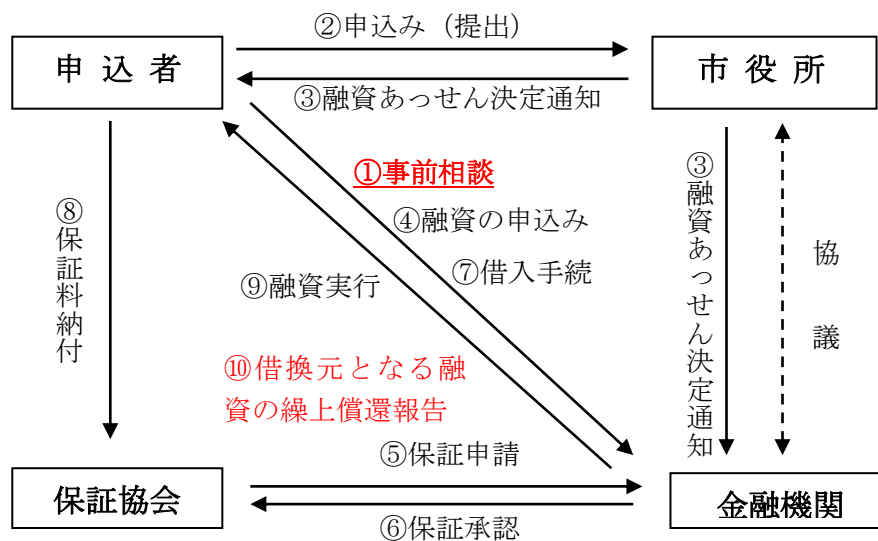 ②申込み（提出）
申 込 者
市 役 所
③融資あっせん決定通知
①事前相談
④融資の申込み
⑦借入手続
⑨融資実行
⑧保証料納付
③融資あっせん決定通知
協議
⑩借換元となる融
資の繰上償還報告
⑤保証申請
保証協会
金融機関
⑥保証承認